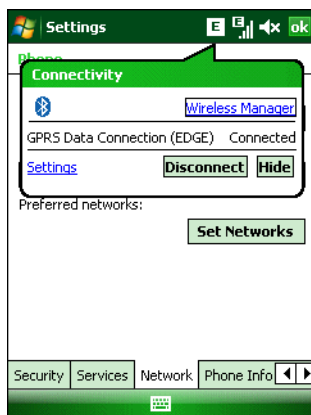 Settings E E ok
Phone
Connectivity
Wireless Manager
GPRS Data Connection (EDGE) Connected
Settings Disconnect Hide
Preferred networks:
Set Networks
Security Services Network Phone Info